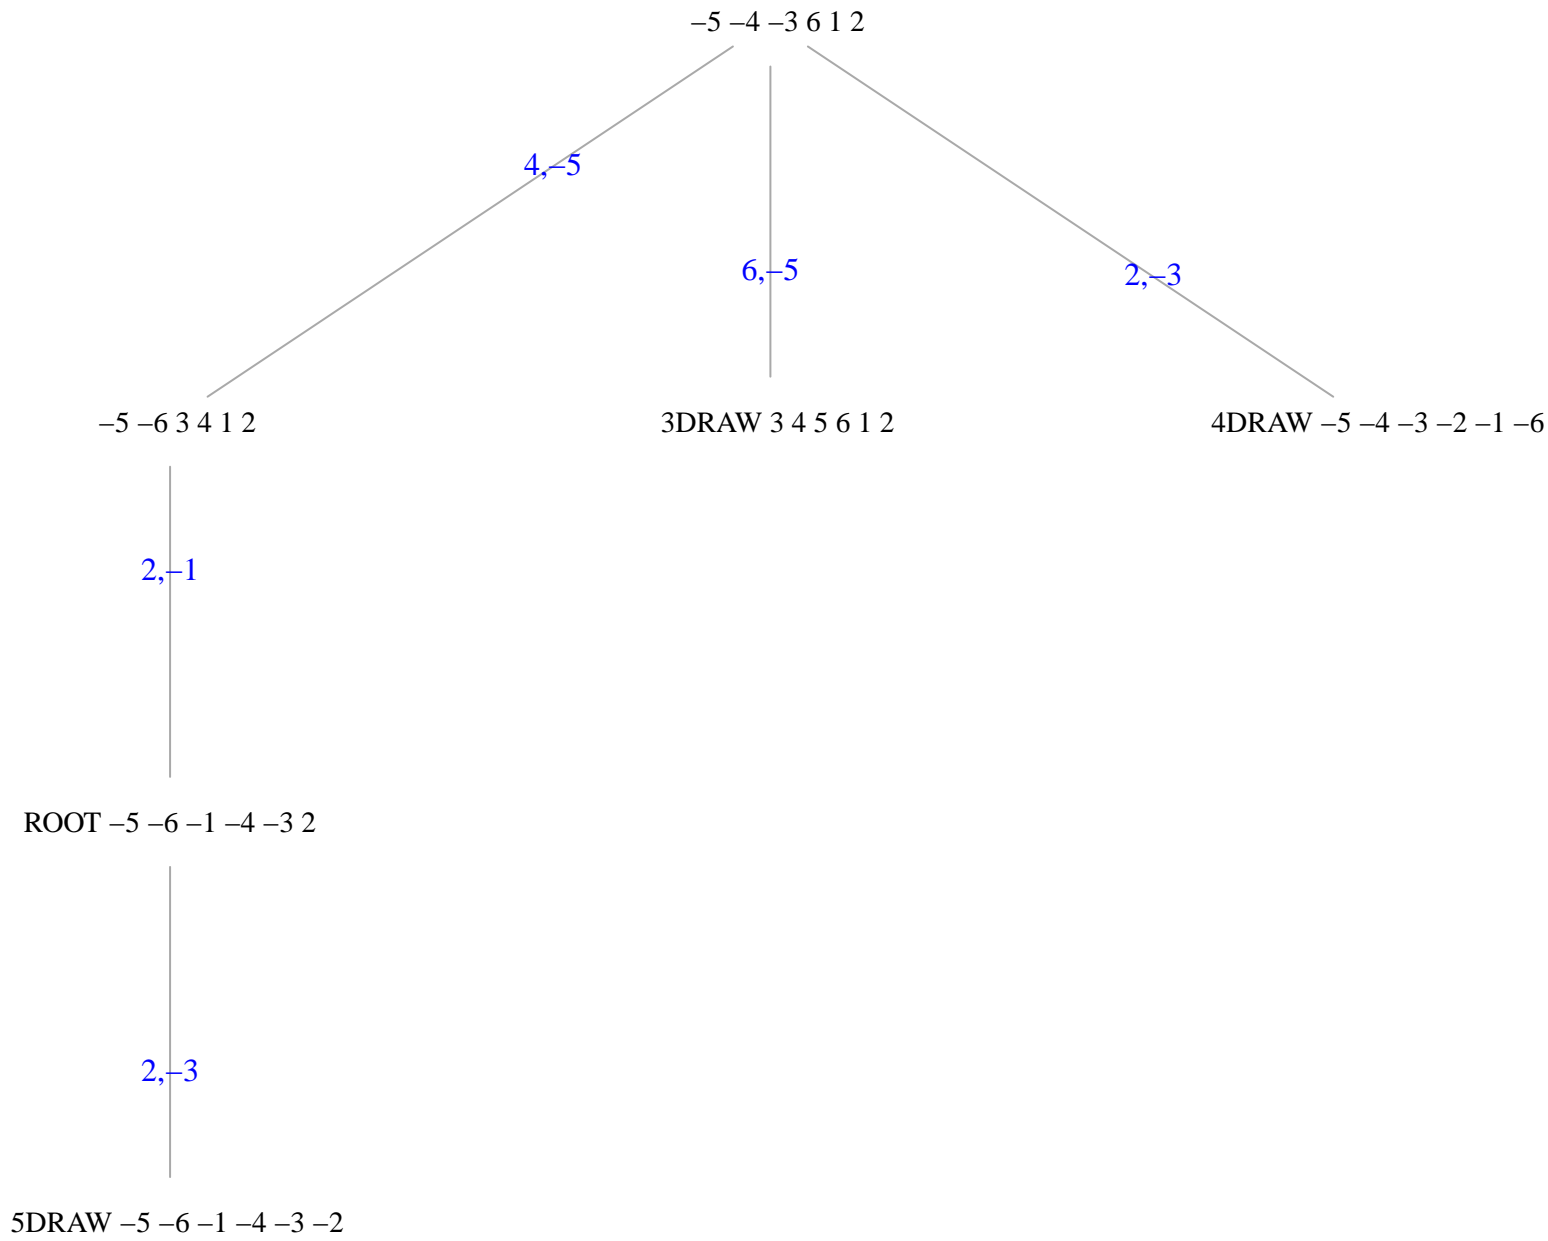 –5 –4 –3 6 1 2
4,–5
6,–5
2,–3
–5 –6 3 4 1 2
3DRAW 3 4 5 6 1 2
4DRAW –5 –4 –3 –2 –1 –6
2,–1
ROOT –5 –6 –1 –4 –3 2
2,–3
5DRAW –5 –6 –1 –4 –3 –2